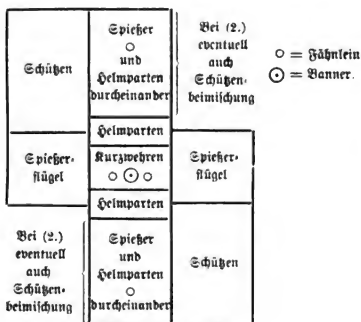 Spießer
○
und
Helmparten
durcheinander
Schützen
Bei (2.)
eventuell
auch
Schützen-
beimischung
○ = Fähnlein
☉ = Banner.
Helmparten
Spießer-
flügel
Kurzwehren
○ ☉ ○
Spießer-
flügel
Helmparten
Bei (2.)
eventuell
auch
Schützen-
beimischung
Spießer
und
Helmparten
○
durcheinander
Schützen